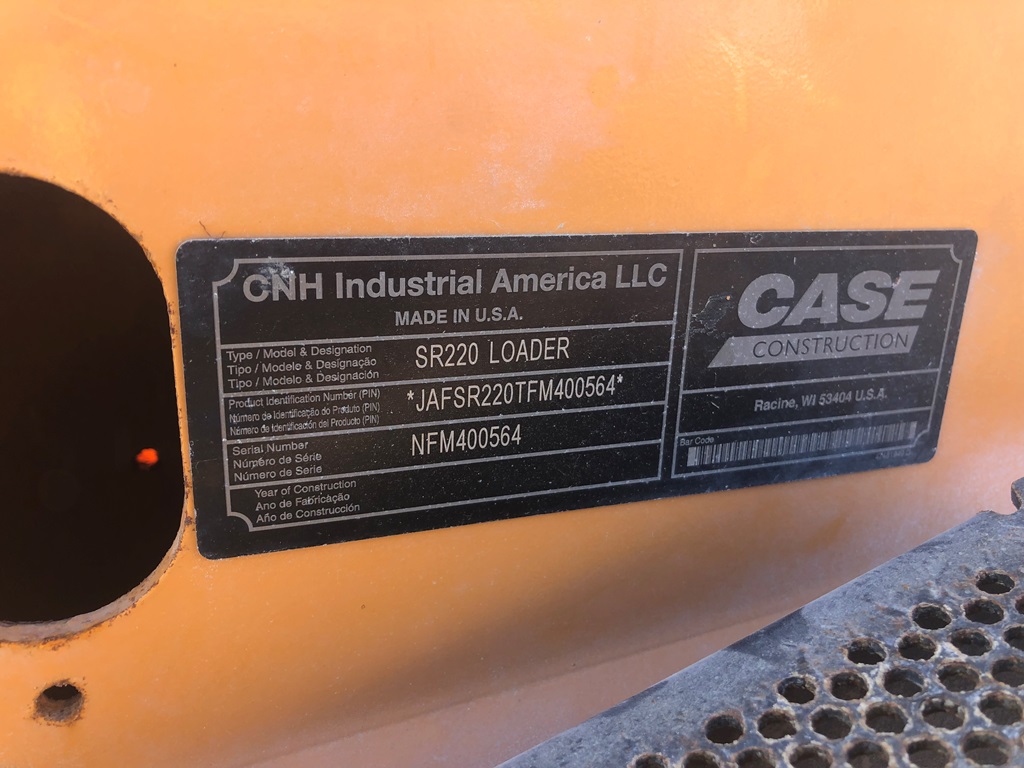 CNH Industrial America LLC
MADE IN U.S.A.
Type / Model & Designation
Tipo / Modele & Designação
Tipo / Modelo & Designación
SR220 LOADER
Product Identification Number (PIN)
Número de Identificação do Produto (PIN)
Número de Identificación del Producto (PIN)
*JAFSR220TFM400564*
Serial Number
Número de Série
Número de Serie
NFM400564
Year of Construction
Ano de Fabricação
Año de Construcción
CASE
CONSTRUCTION
Racine, WI 53404 U.S.A.
Bar Code